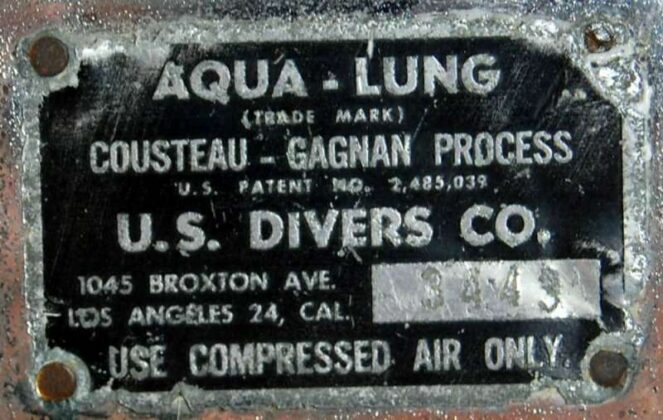 AQUA - LUNG
(TRADE MARK)
COUSTEAU - GAGNAN PROCESS
U.S. PATENT NO. 2,485,039
U.S. DIVERS CO.
1045 BROXTON AVE.
LOS ANGELES 24, CAL.
3443
USE COMPRESSED AIR ONLY.